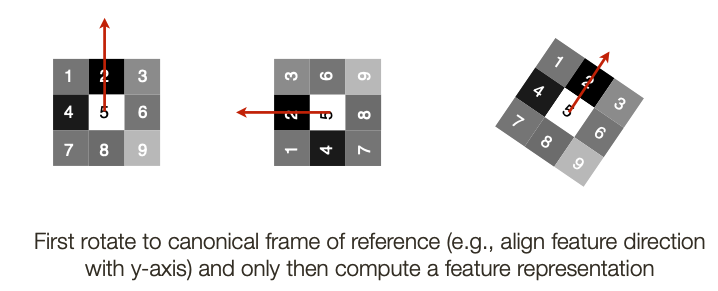 1 2 3
4 5 6
7 8 9
3 6 9
2 5 8
1 4 7
1 2 3
4 5 6
7 8 9
First rotate to canonical frame of reference (e.g., align feature direction
with y-axis) and only then compute a feature representation